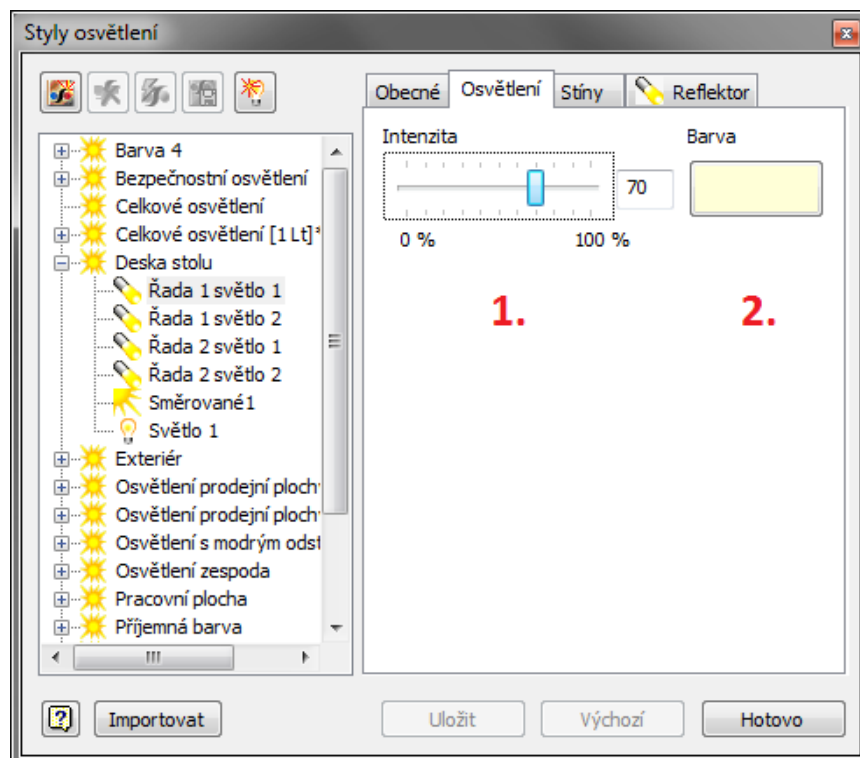 Styly osvětlení
Obecné Osvětlení Stíny Reflektor
Intenzita Barva
70
0 % 100 %
1. 2.
Barva 4
Bezpečnostní osvětlení
Celkové osvětlení
Celkové osvětlení [1 Lt]*
Deska stolu
Řada 1 světlo 1
Řada 1 světlo 2
Řada 2 světlo 1
Řada 2 světlo 2
Směrované1
Světlo 1
Exteriér
Osvětlení prodejní ploch
Osvětlení prodejní ploch
Osvětlení s modrým odst
Osvětlení zespoda
Pracovní plocha
Příjemná barva
Importovat Uložit Výchozí Hotovo